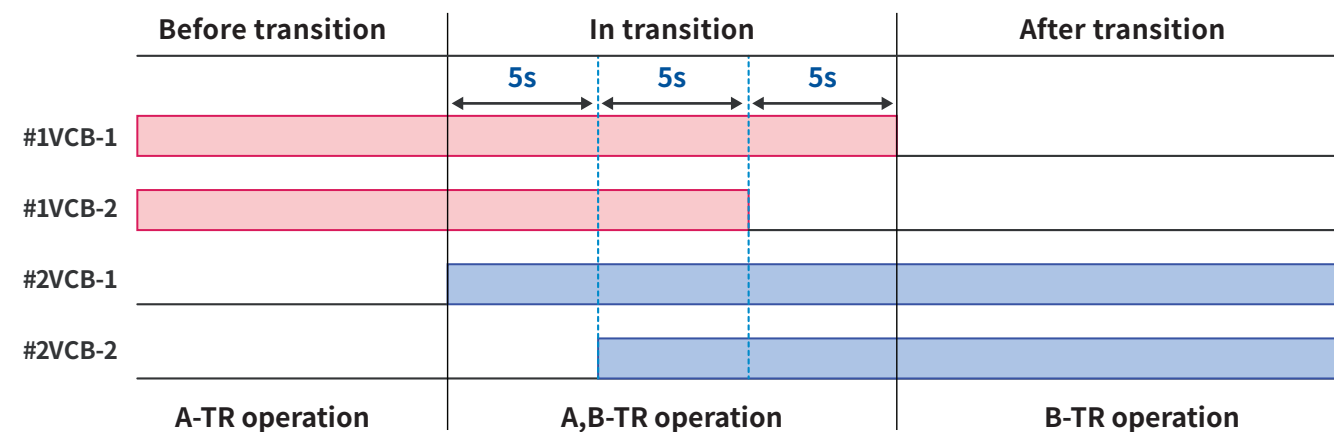 Before transition
In transition
After transition
5s
5s
5s
#1VCB-1
#1VCB-2
#2VCB-1
#2VCB-2
A-TR operation
A,B-TR operation
B-TR operation